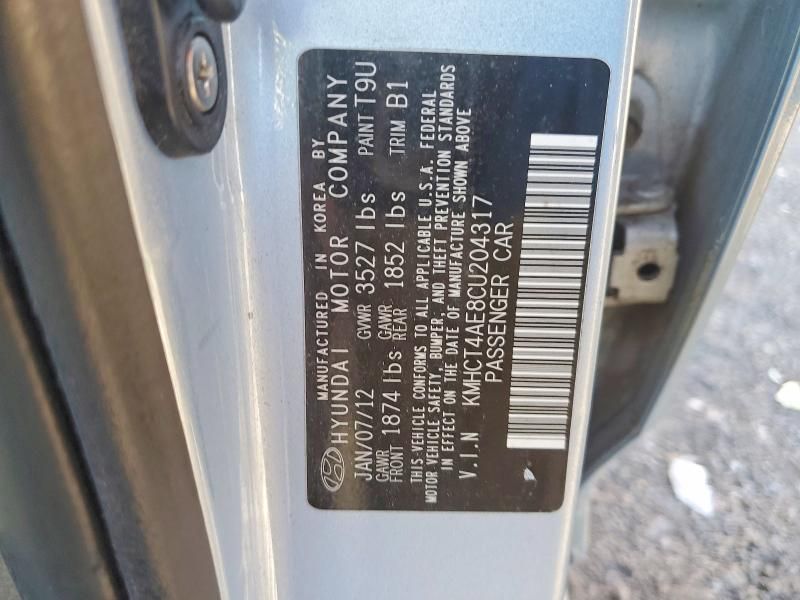 MANUFACTURED IN KOREA BY
HYUNDAI MOTOR COMPANY
JAN/07/12 GVWR 3527 lbs PAINT T9U
GAWR FRONT 1874 lbs GAWR REAR 1852 lbs TRIM B1
THIS VEHICLE CONFORMS TO ALL APPLICABLE U.S.A. FEDERAL
MOTOR VEHICLE SAFETY, BUMPER, AND THEFT PREVENTION STANDARDS
IN EFFECT ON THE DATE OF MANUFACTURE SHOWN ABOVE
V.I.N KMHCT4AE8CU204317
PASSENGER CAR